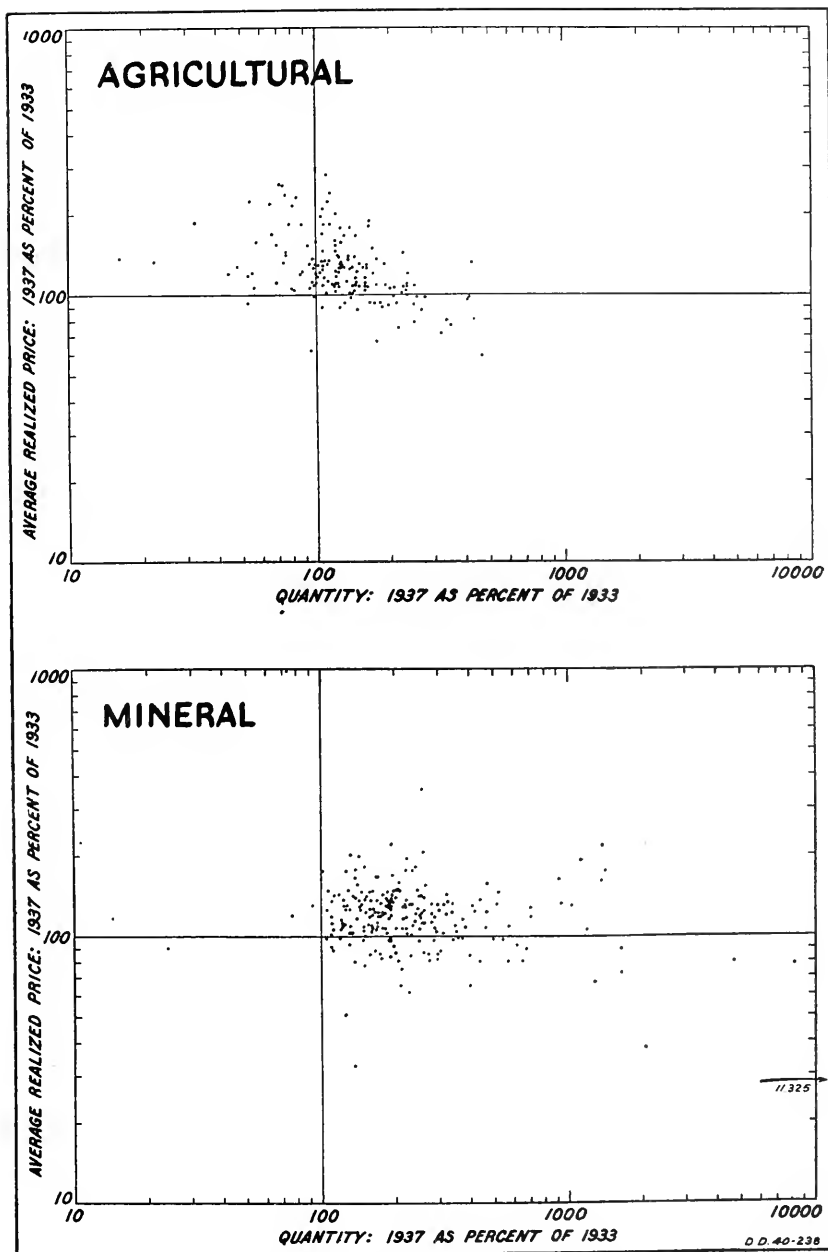 AGRICULTURAL
AVERAGE REALIZED PRICE: 1937 AS PERCENT OF 1933
1000
100
10
10 100 1000 10000
QUANTITY: 1937 AS PERCENT OF 1933
MINERAL
AVERAGE REALIZED PRICE: 1937 AS PERCENT OF 1933
1000
100
10
11325
10 100 1000 10000
QUANTITY: 1937 AS PERCENT OF 1933
D.D. 40-238